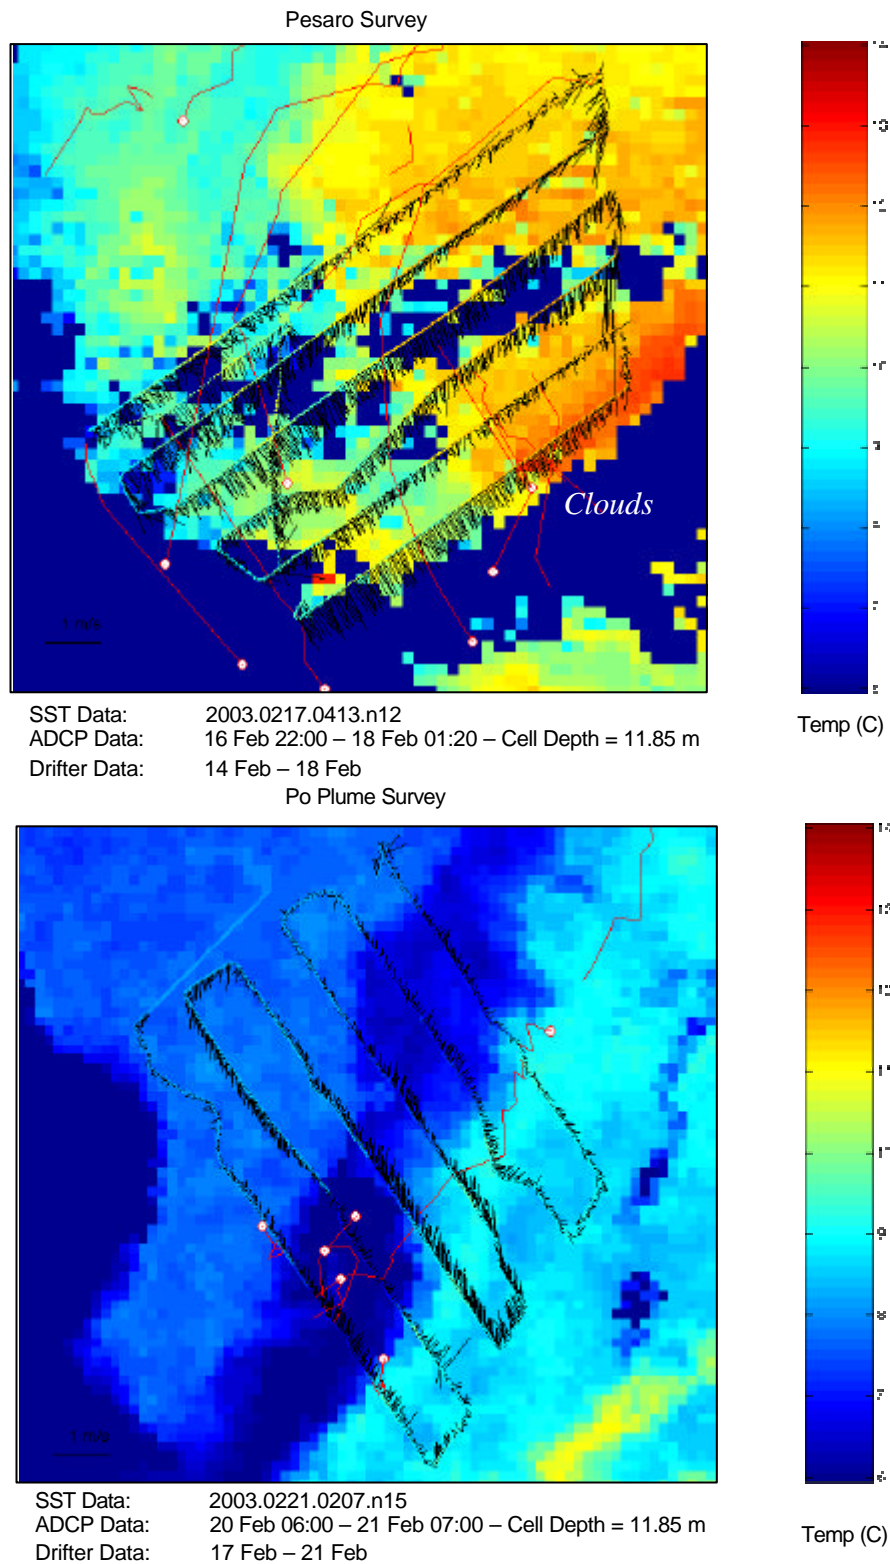 Pesaro Survey
Clouds
1 m/s
Temp (C)
SST Data: 2003.0217.0413.n12
ADCP Data: 16 Feb 22:00 – 18 Feb 01:20 – Cell Depth = 11.85 m
Drifter Data: 14 Feb – 18 Feb
Po Plume Survey
1 m/s
Temp (C)
SST Data: 2003.0221.0207.n15
ADCP Data: 20 Feb 06:00 – 21 Feb 07:00 – Cell Depth = 11.85 m
Drifter Data: 17 Feb – 21 Feb